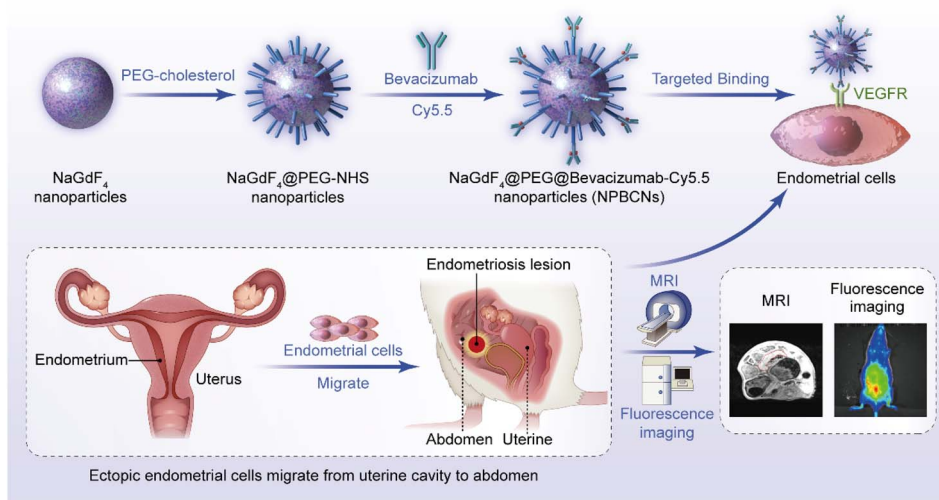 PEG-cholesterol
Bevacizumab
Cy5.5
Targeted Binding
VEGFR
NaGdF4
nanoparticles
NaGdF4@PEG-NHS
nanoparticles
NaGdF4@PEG@Bevacizumab-Cy5.5
nanoparticles (NPBCNs)
Endometrial cells
Endometrium
Uterus
Endometrial cells
Migrate
Endometriosis lesion
Abdomen
Uterine
MRI
Fluorescence
imaging
MRI
Fluorescence
imaging
Ectopic endometrial cells migrate from uterine cavity to abdomen